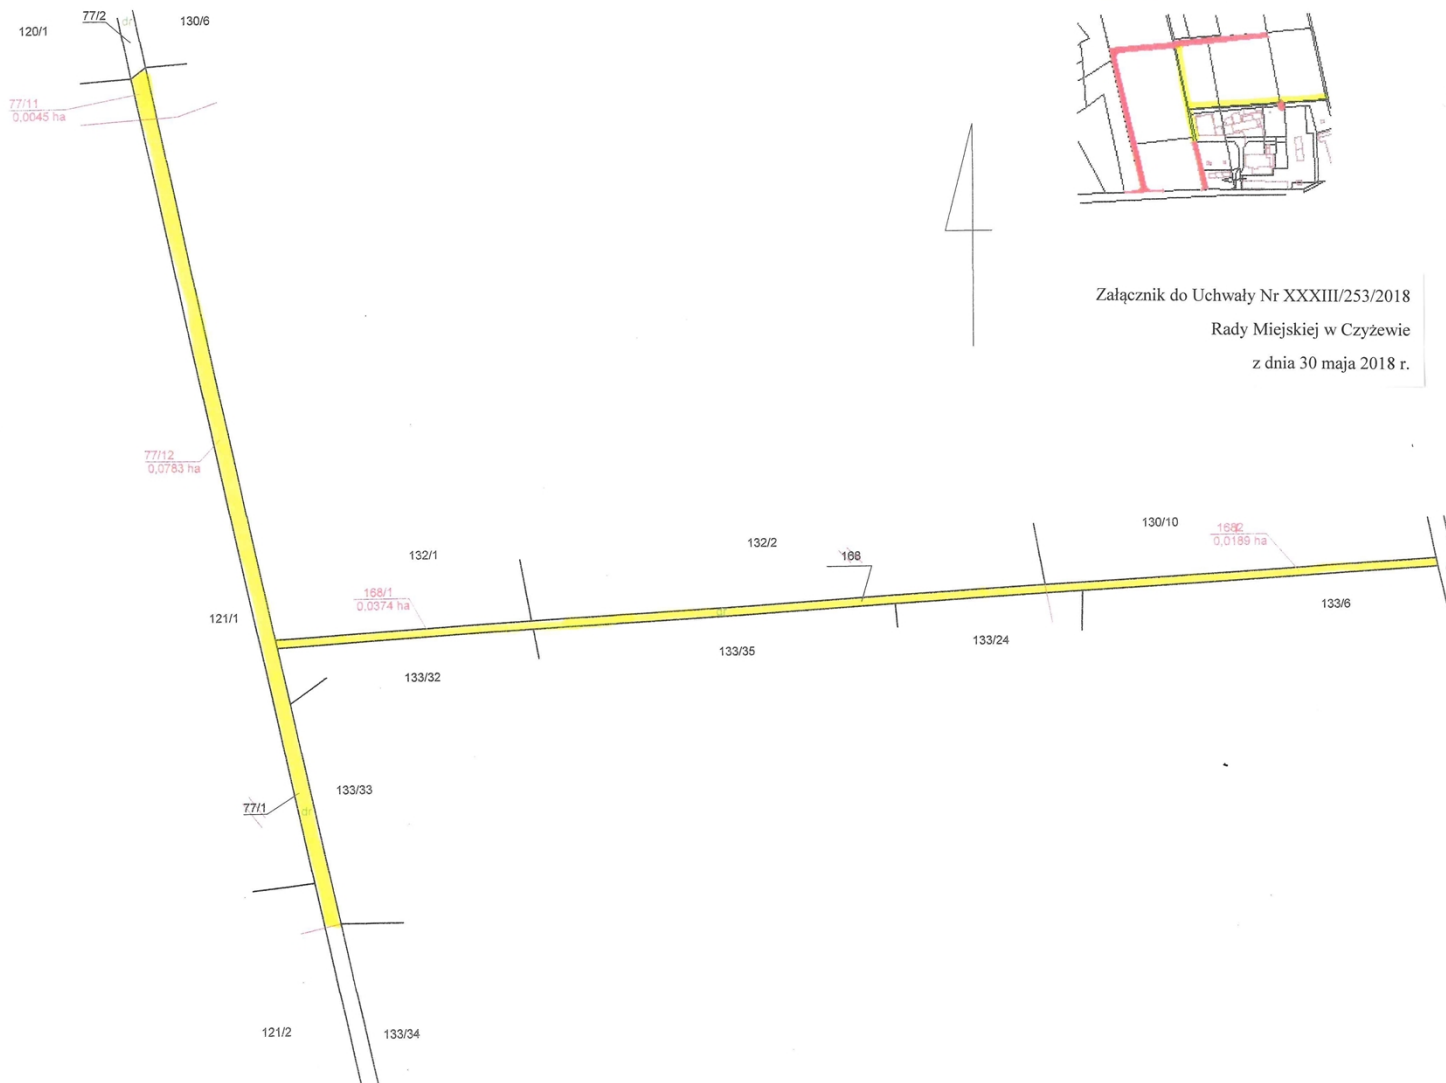 77/2
dr
130/6
120/1
77/11
0,0045 ha
Załącznik do Uchwały Nr XXXIII/253/2018
Rady Miejskiej w Czyżewie
z dnia 30 maja 2018 r.
77/12
0,0783 ha
132/1
132/2
168
130/10
168/2
0,0189 ha
168/1
0,0374 ha
121/1
dr
133/6
133/24
133/35
133/32
133/33
77/1
dr
121/2
133/34